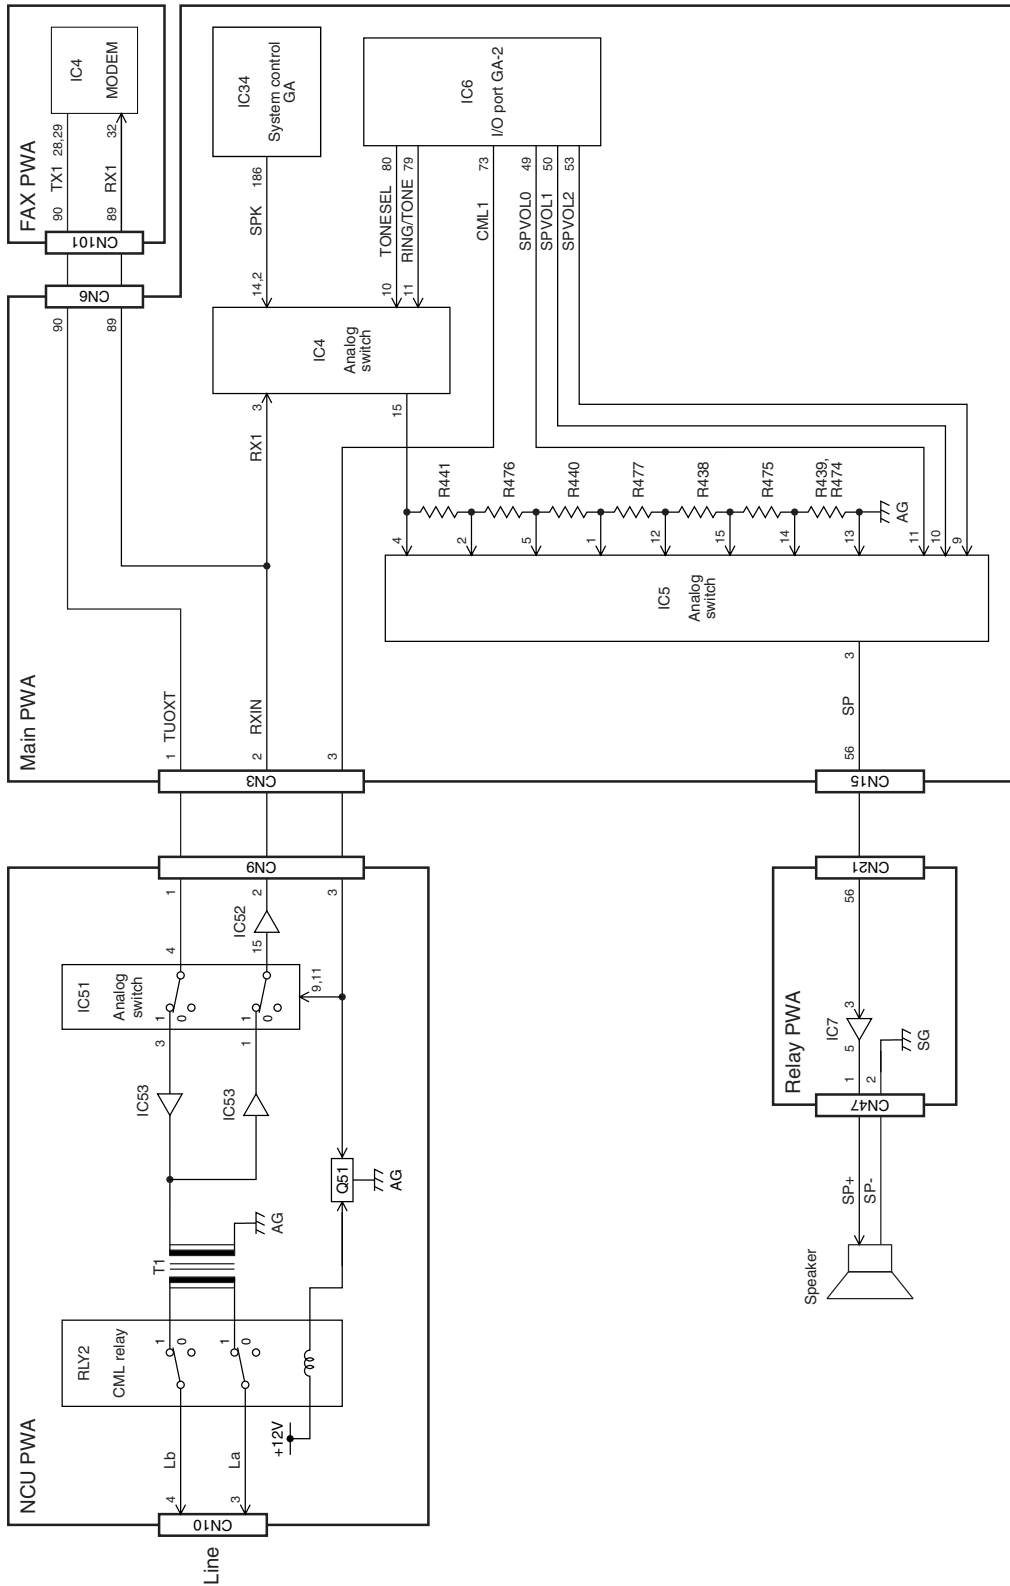 FAX PWA
IC4
MODEM
TX1
28,29
90
RX1
32
89
CN101
CN6
90
89
Main PWA
IC34
System control
GA
186
SPK
14,2
IC6
I/O port GA-2
TONESEL
80
RING/TONE
79
CML1
73
SPVOL0
49
SPVOL1
50
SPVOL2
53
10
11
IC4
Analog
switch
3
RX1
15
R441
R476
R440
R477
R438
R475
R439,
R474
AG
4
2
5
1
12
15
14
13
11
10
9
IC5
Analog
switch
3
SP
56
1
TUOXT
2
RXIN
3
CN3
CN15
NCU PWA
CN9
1
2
3
IC52
4
15
IC51
Analog
switch
1
0
1
0
9,11
3
1
IC53
IC53
Q51
AG
AG
T1
RLY2
CML relay
1
0
1
0
+12V
Lb
La
4
3
CN10
Line
CN21
56
Relay PWA
3
IC7
5
1
2
SG
CN47
SP+
SP-
Speaker